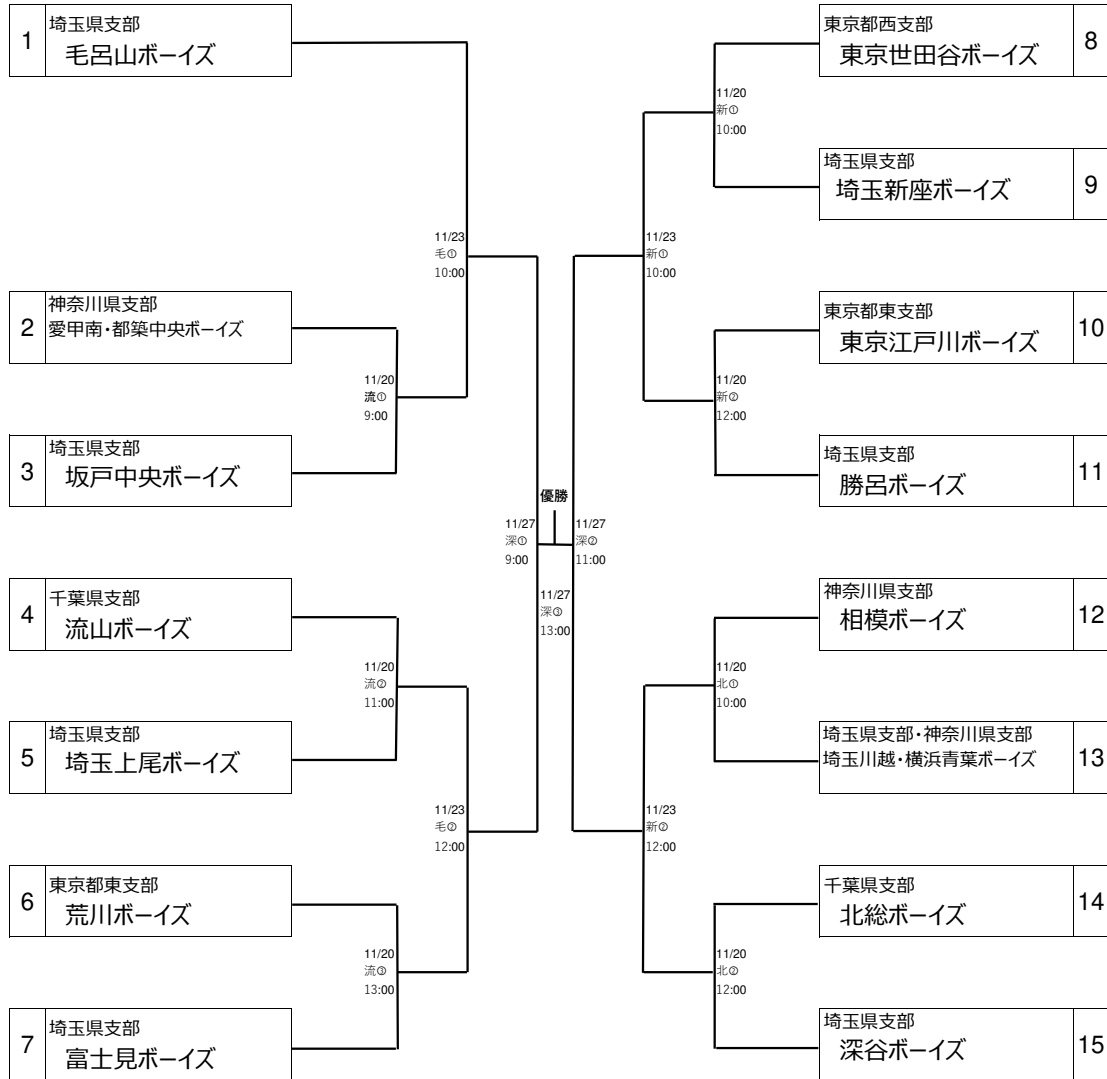 1
埼玉県支部
毛呂山ボーイズ
2
神奈川県支部
愛甲南・都築中央ボーイズ
3
埼玉県支部
坂戸中央ボーイズ
4
千葉県支部
流山ボーイズ
5
埼玉県支部
埼玉上尾ボーイズ
6
東京都東支部
荒川ボーイズ
7
埼玉県支部
富士見ボーイズ
11/20
流①
9:00
11/20
流②
11:00
11/20
流③
13:00
11/23
毛①
10:00
11/23
毛②
12:00
11/27
深①
9:00
優勝
11/27
深③
13:00
11/27
深②
11:00
11/23
新①
10:00
11/23
新②
12:00
11/20
新①
10:00
11/20
新②
12:00
11/20
北①
10:00
11/20
北②
12:00
東京都西支部
東京世田谷ボーイズ
8
埼玉県支部
埼玉新座ボーイズ
9
東京都東支部
東京江戸川ボーイズ
10
埼玉県支部
勝呂ボーイズ
11
神奈川県支部
相模ボーイズ
12
埼玉県支部・神奈川県支部
埼玉川越・横浜青葉ボーイズ
13
千葉県支部
北総ボーイズ
14
埼玉県支部
深谷ボーイズ
15